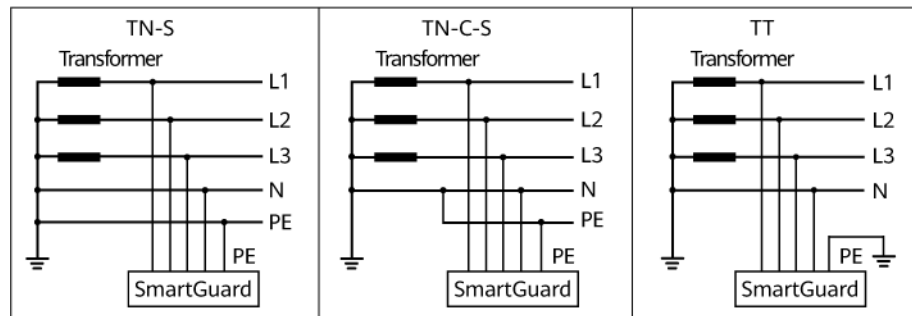 TN-S
Transformer
L1
L2
L3
N
PE
PE
SmartGuard
TN-C-S
Transformer
L1
L2
L3
N
PE
PE
SmartGuard
TT
Transformer
L1
L2
L3
N
PE
SmartGuard